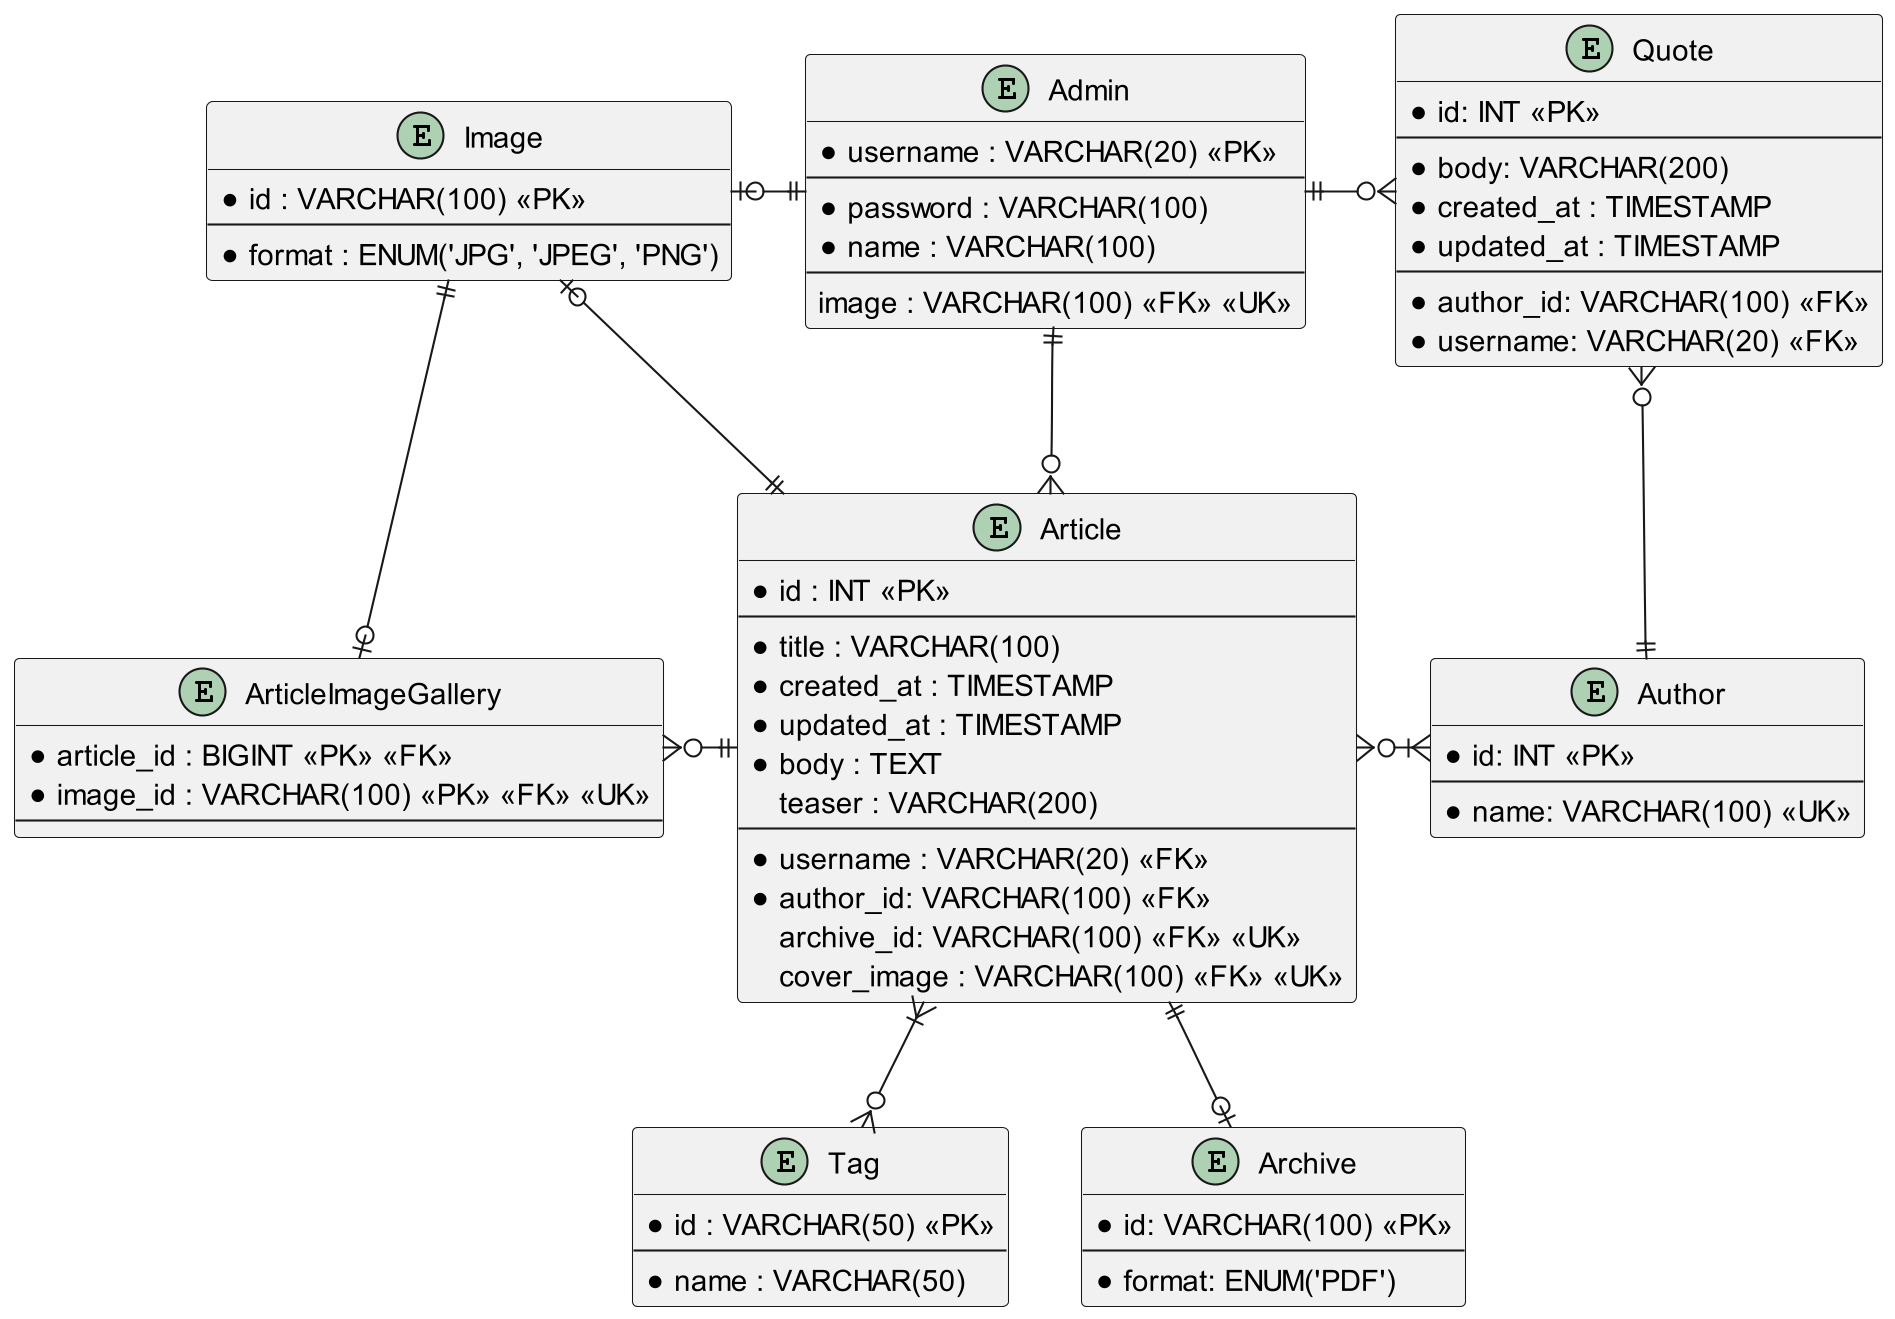 E Image
* id : VARCHAR(100) «PK»
* format : ENUM('JPG', 'JPEG', 'PNG')
E Admin
* username : VARCHAR(20) «PK»
* password : VARCHAR(100)
* name : VARCHAR(100)
image : VARCHAR(100) «FK» «UK»
E Quote
* id: INT «PK»
* body: VARCHAR(200)
* created_at : TIMESTAMP
* updated_at : TIMESTAMP
* author_id: VARCHAR(100) «FK»
* username: VARCHAR(20) «FK»
E ArticleImageGallery
* article_id : BIGINT «PK» «FK»
* image_id : VARCHAR(100) «PK» «FK» «UK»
E Article
* id : INT «PK»
* title : VARCHAR(100)
* created_at : TIMESTAMP
* updated_at : TIMESTAMP
* body : TEXT
teaser : VARCHAR(200)
* username : VARCHAR(20) «FK»
* author_id: VARCHAR(100) «FK»
archive_id: VARCHAR(100) «FK» «UK»
cover_image : VARCHAR(100) «FK» «UK»
E Author
* id: INT «PK»
* name: VARCHAR(100) «UK»
E Tag
* id : VARCHAR(50) «PK»
* name : VARCHAR(50)
E Archive
* id: VARCHAR(100) «PK»
* format: ENUM('PDF')